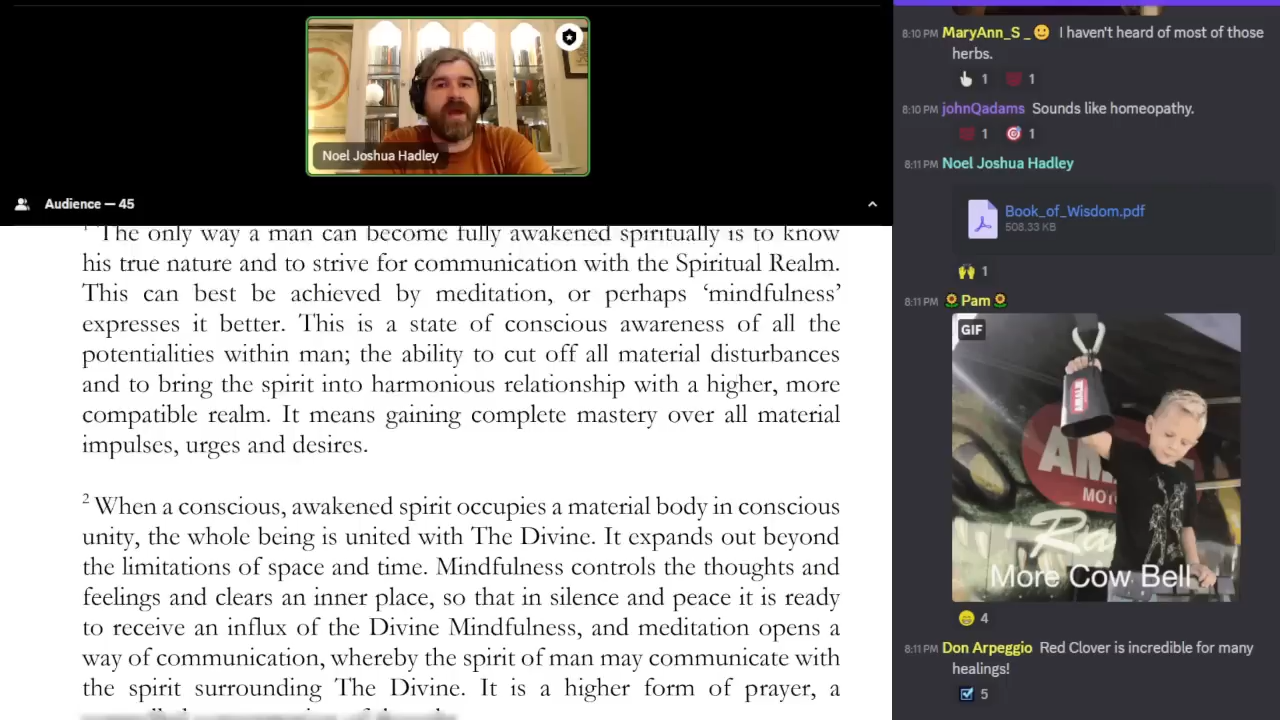 Noel Joshua Hadley
Audience — 45
1 The only way a man can become fully awakened spiritually is to know
his true nature and to strive for communication with the Spiritual Realm.
This can best be achieved by meditation, or perhaps ‘mindfulness’
expresses it better. This is a state of conscious awareness of all the
potentialities within man; the ability to cut off all material disturbances
and to bring the spirit into harmonious relationship with a higher, more
compatible realm. It means gaining complete mastery over all material
impulses, urges and desires.
2 When a conscious, awakened spirit occupies a material body in conscious
unity, the whole being is united with The Divine. It expands out beyond
the limitations of space and time. Mindfulness controls the thoughts and
feelings and clears an inner place, so that in silence and peace it is ready
to receive an influx of the Divine Mindfulness, and meditation opens a
way of communication, whereby the spirit of man may communicate with
the spirit surrounding The Divine. It is a higher form of prayer, a
8:10 PM MaryAnn_S _ 🙂 I haven't heard of most of those
herbs.
1 1
8:10 PM johnQadams Sounds like homeopathy.
1 1
8:11 PM Noel Joshua Hadley
Book_of_Wisdom.pdf
508.33 KB
1
8:11 PM 🌻 Pam 🌻
GIF
More Cow Bell
4
8:11 PM Don Arpeggio Red Clover is incredible for many
healings!
5